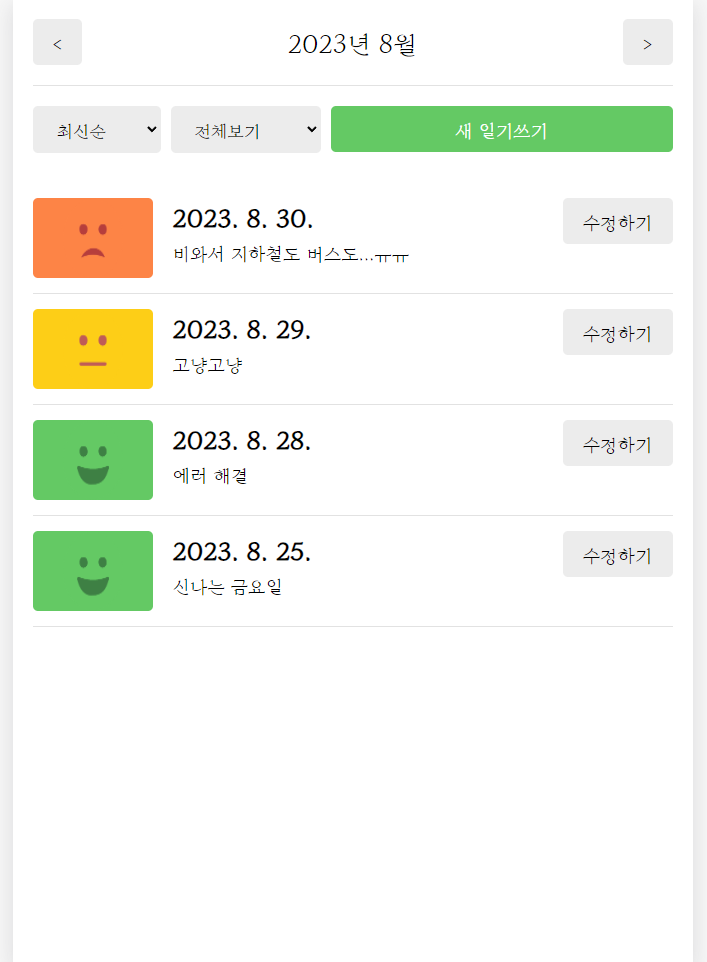 <
2023년 8월
>
최신순
전체보기
새 일기쓰기
2023. 8. 30.
수정하기
비와서 지하철도 버스도...ㅠㅠ
2023. 8. 29.
수정하기
고냥고냥
2023. 8. 28.
수정하기
에러 해결
2023. 8. 25.
수정하기
신나는 금요일